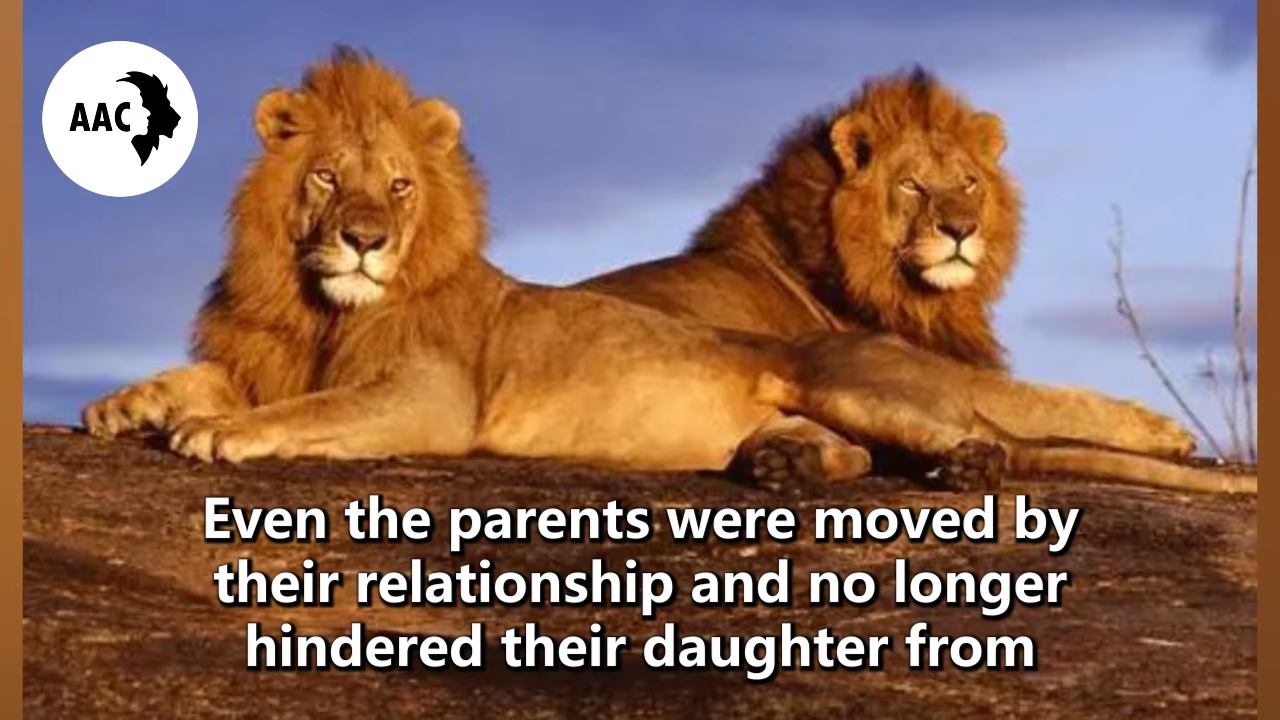 AAC
Even the parents were moved by
their relationship and no longer
hindered their daughter from